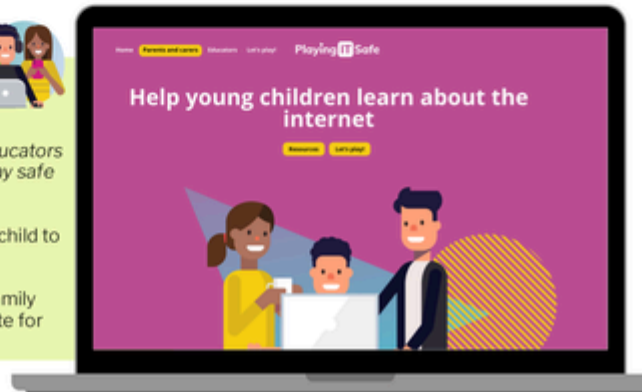 Home Parents and carers Educators Let's play! Playing IT Safe
Help young children learn about the
internet
Resources Let's play!
ucators
y safe
child to
mily
te for